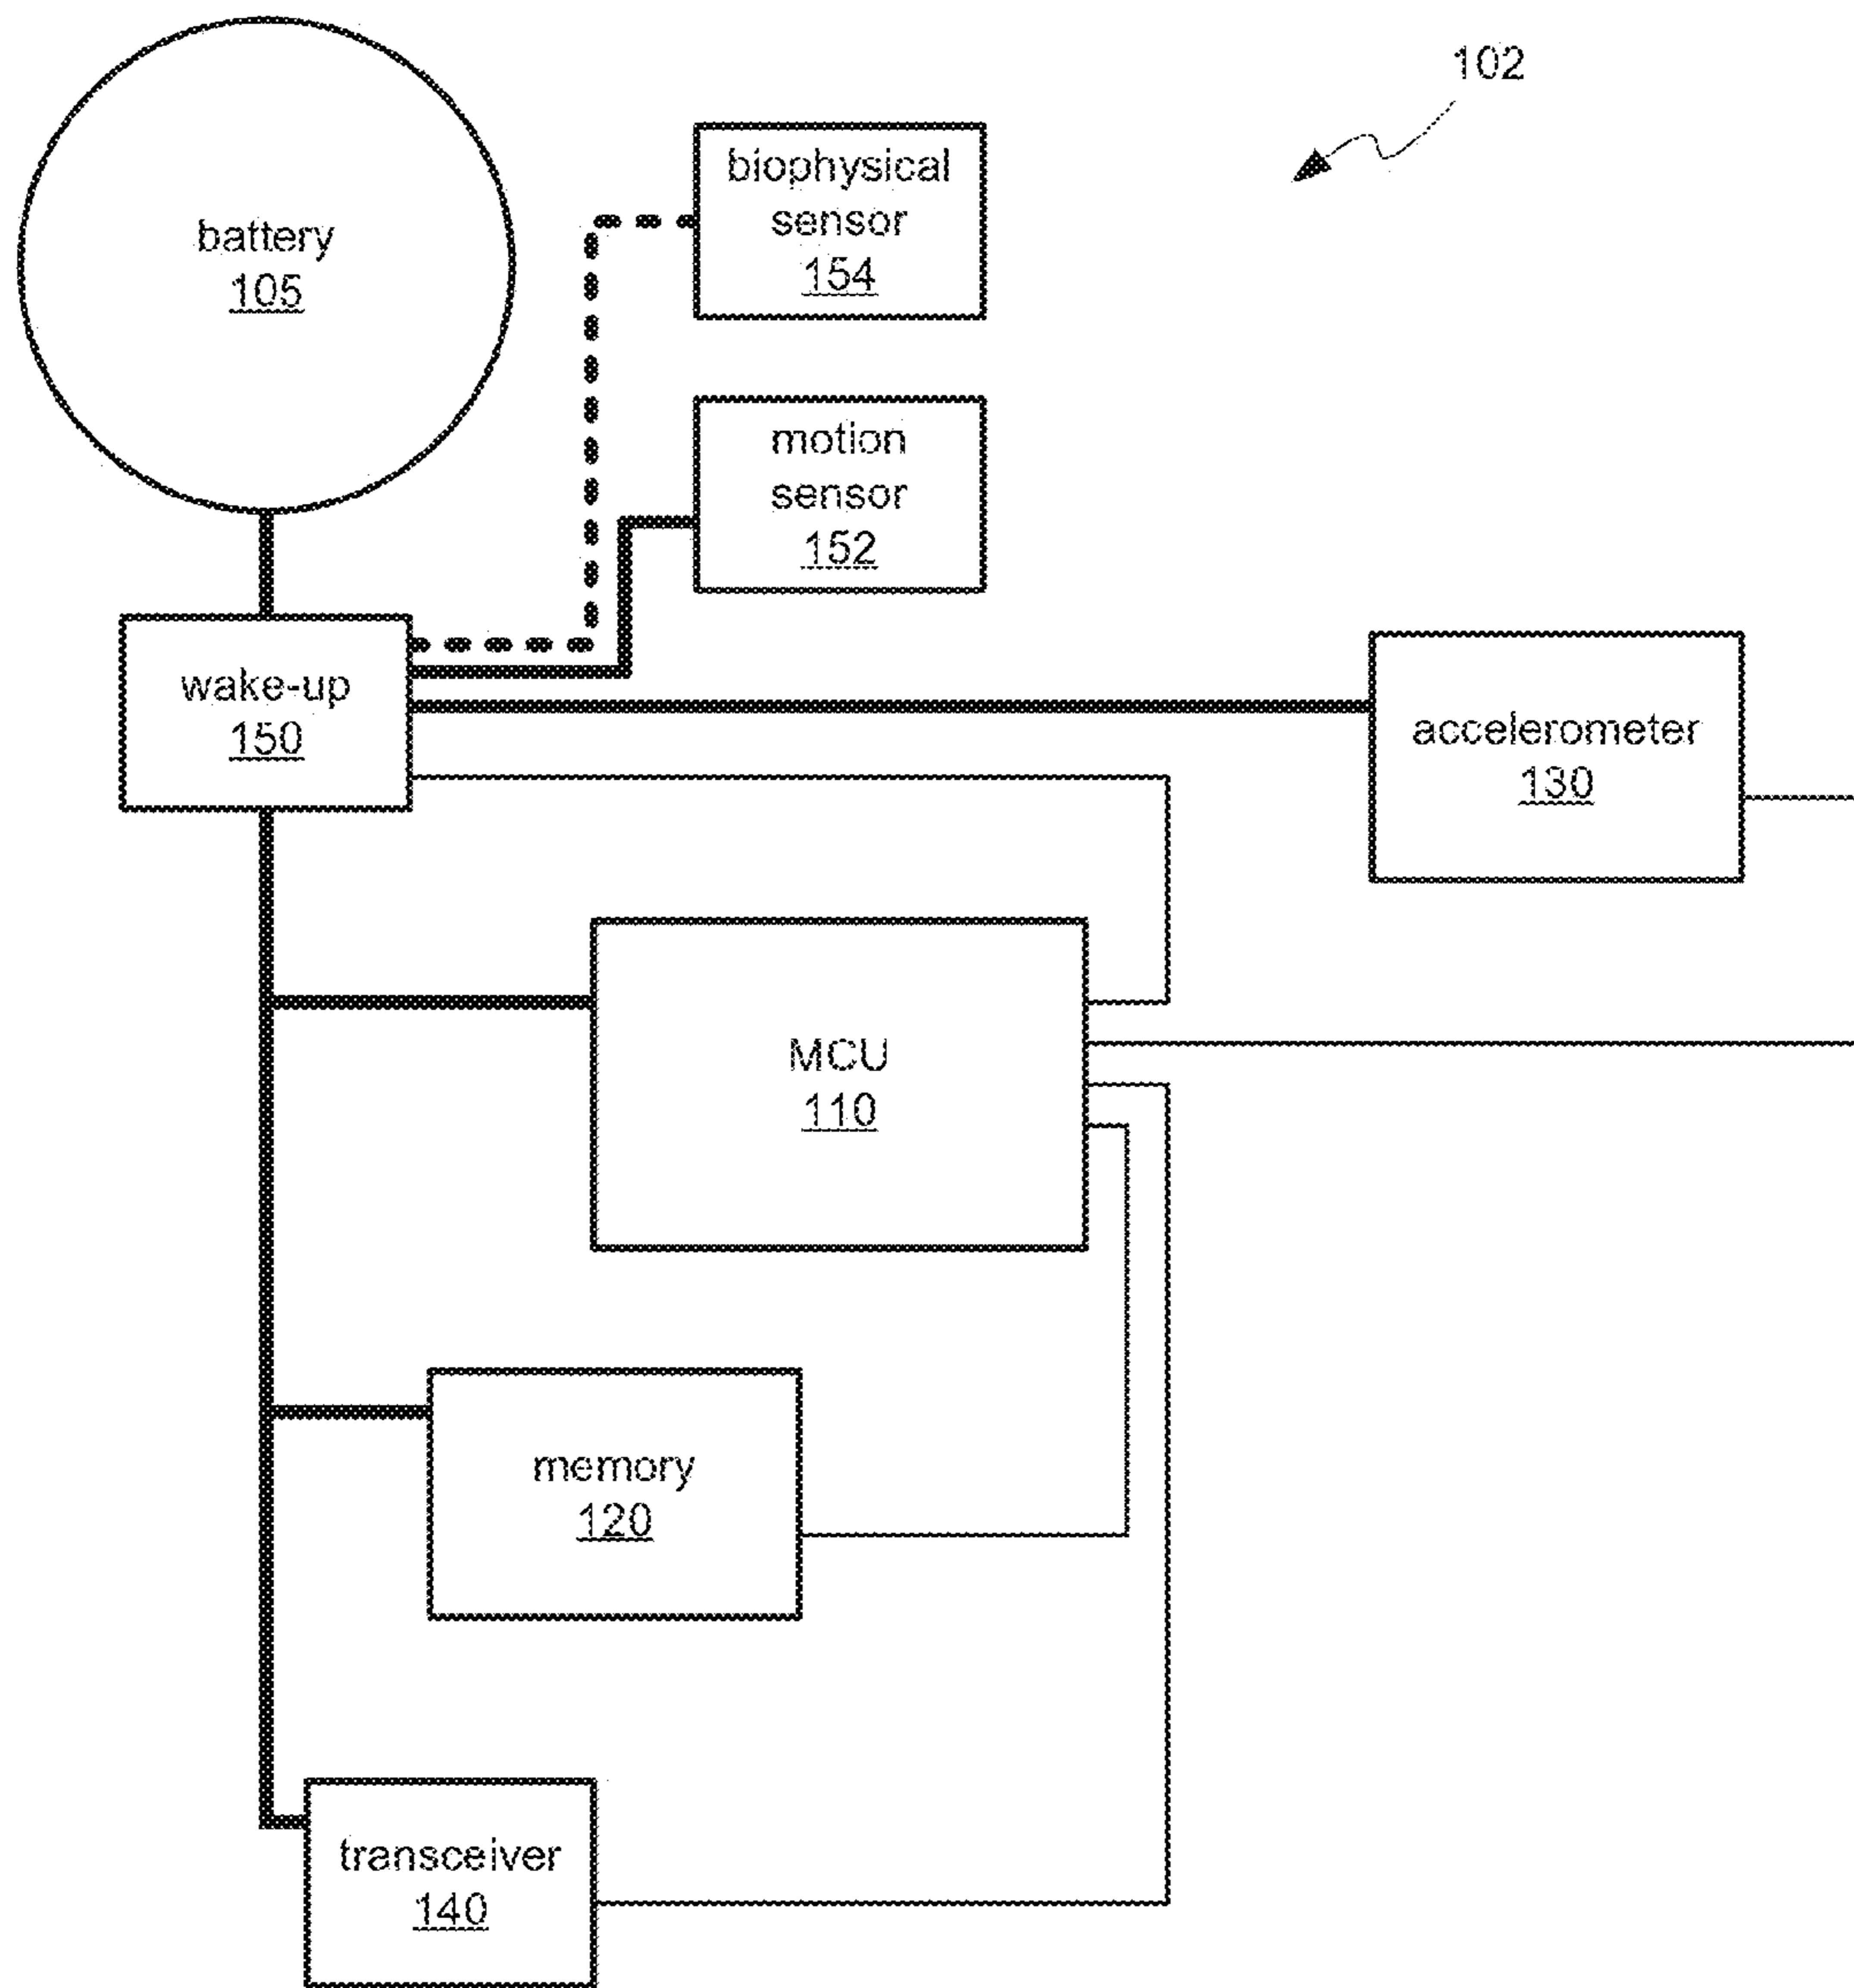 102
battery
105
biophysical
sensor
154
motion
sensor
152
wake-up
150
accelerometer
130
MCU
110
memory
120
transceiver
140